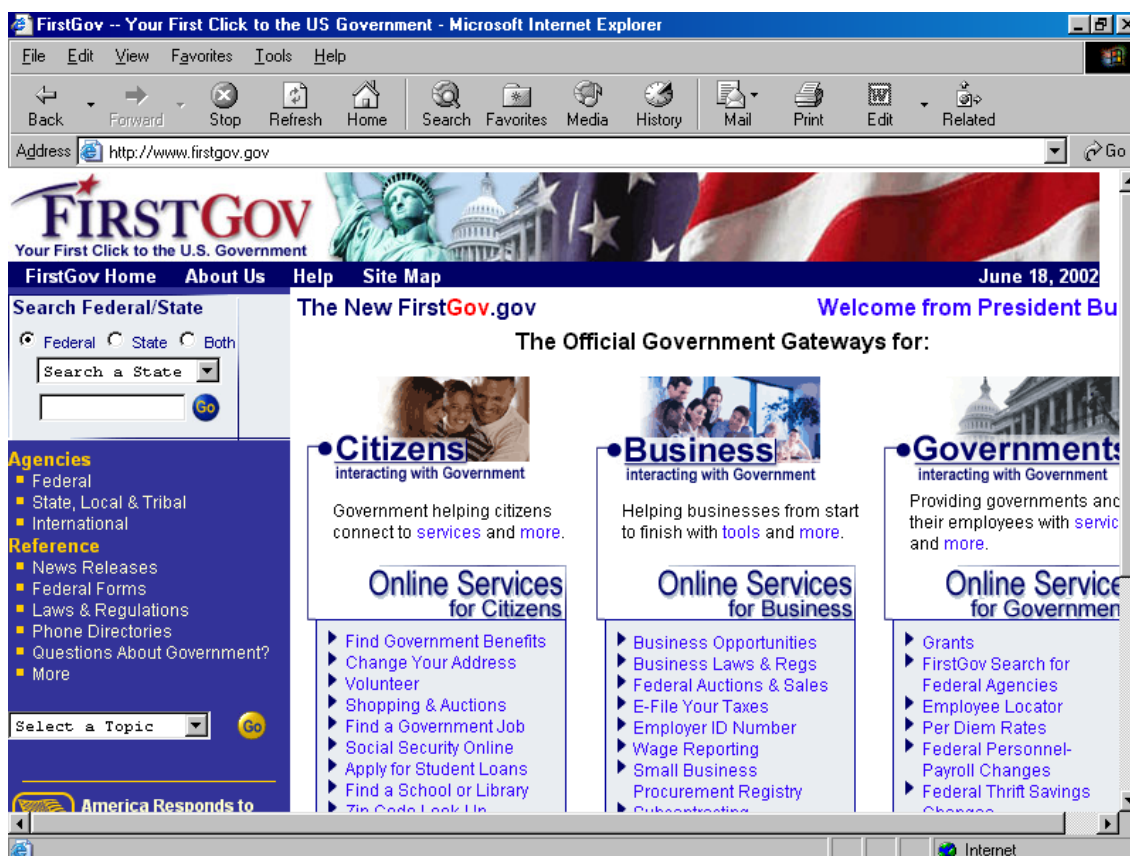 FirstGov -- Your First Click to the US Government - Microsoft Internet Explorer
File Edit View Favorites Tools Help
Back Forward Stop Refresh Home Search Favorites Media History Mail Print Edit Related
Address http://www.firstgov.gov Go
FIRSTGOV
Your First Click to the U.S. Government
FirstGov Home About Us Help Site Map June 18, 2002
Search Federal/State
Federal State Both
Search a State
Go
Agencies
Federal
State, Local & Tribal
International
Reference
News Releases
Federal Forms
Laws & Regulations
Phone Directories
Questions About Government?
More
Select a Topic Go
America Responds to
The New FirstGov.gov Welcome from President Bu
The Official Government Gateways for:
Citizens
interacting with Government
Government helping citizens
connect to services and more.
Online Services
for Citizens
Find Government Benefits
Change Your Address
Volunteer
Shopping & Auctions
Find a Government Job
Social Security Online
Apply for Student Loans
Find a School or Library
Zip Code Look Up
Business
interacting with Government
Helping businesses from start
to finish with tools and more.
Online Services
for Business
Business Opportunities
Business Laws & Regs
Federal Auctions & Sales
E-File Your Taxes
Employer ID Number
Wage Reporting
Small Business
Procurement Registry
Subcontracting
Governments
interacting with Government
Providing governments and
their employees with servic
and more.
Online Service
for Governmen
Grants
FirstGov Search for
Federal Agencies
Employee Locator
Per Diem Rates
Federal Personnel-
Payroll Changes
Federal Thrift Savings
Changes
Internet